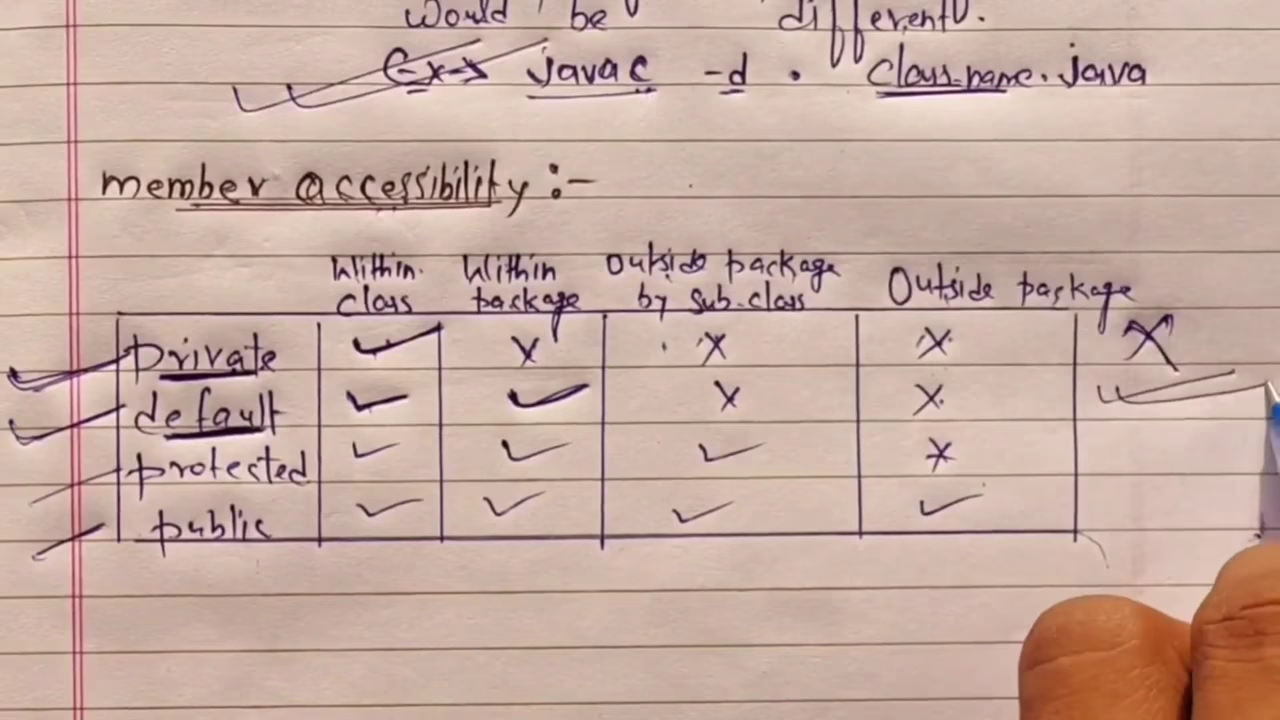 would be different.
Ex→ javac -d . Class-name.java
member accessibility :-
Within class Within package Outside package by sub-class Outside package
private ✓ X X X X
default ✓ ✓ X X ✓
protected ✓ ✓ ✓ X
public ✓ ✓ ✓ ✓